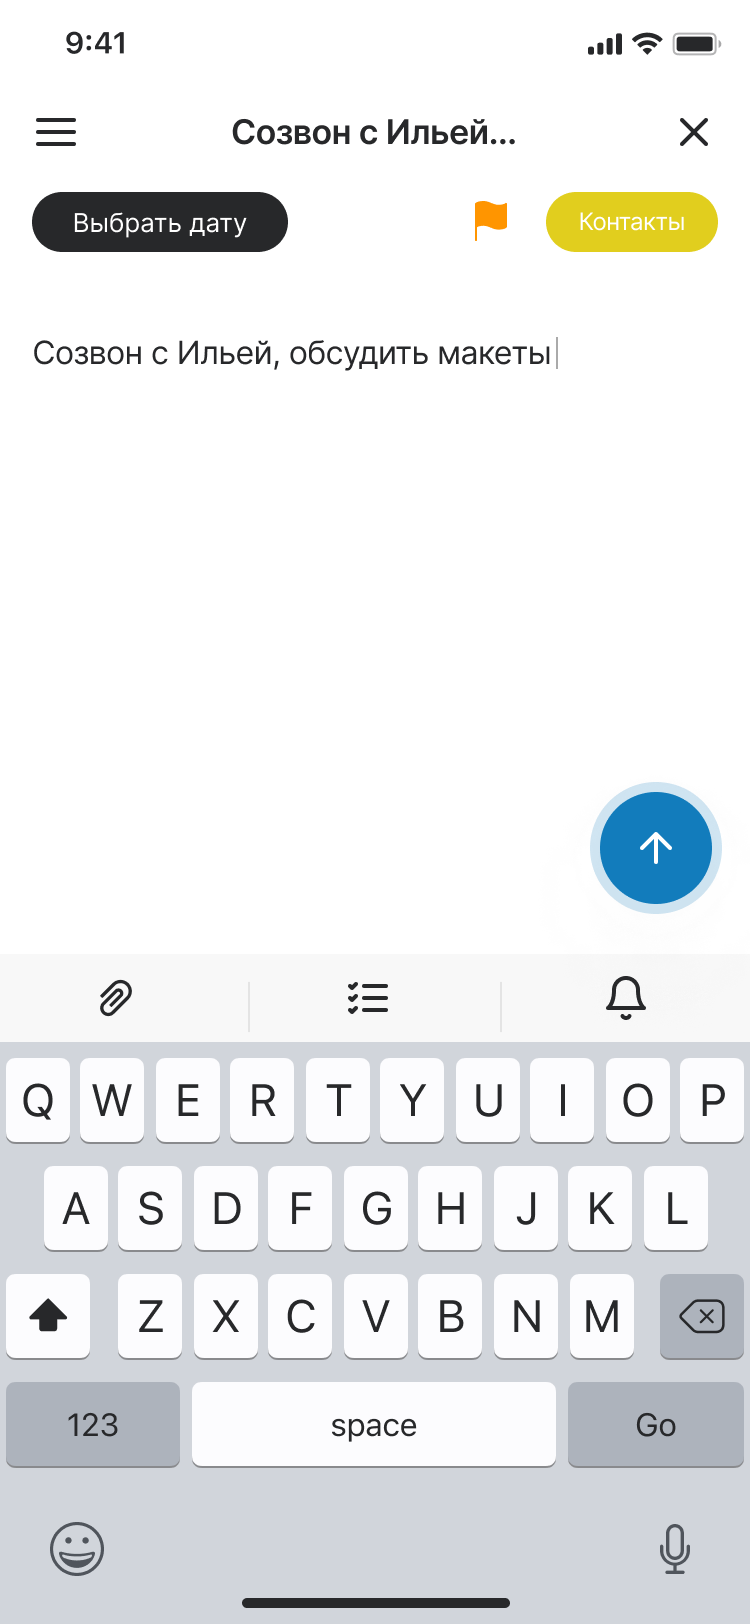 9:41
Созвон с Ильей...
Выбрать дату
Контакты
Созвон с Ильей, обсудить макеты
Q W E R T Y U I O P
A S D F G H J K L
Z X C V B N M
123 space Go